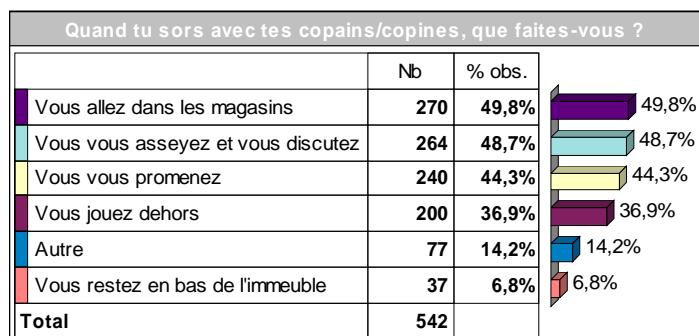 Quand tu sors avec tes copains/copines, que faites-vous ?
Nb % obs.
Vous allez dans les magasins 270 49,8% 49,8%
Vous vous asseyez et vous discutez 264 48,7% 48,7%
Vous vous promenez 240 44,3% 44,3%
Vous jouez dehors 200 36,9% 36,9%
Autre 77 14,2% 14,2%
Vous restez en bas de l'immeuble 37 6,8% 6,8%
Total 542